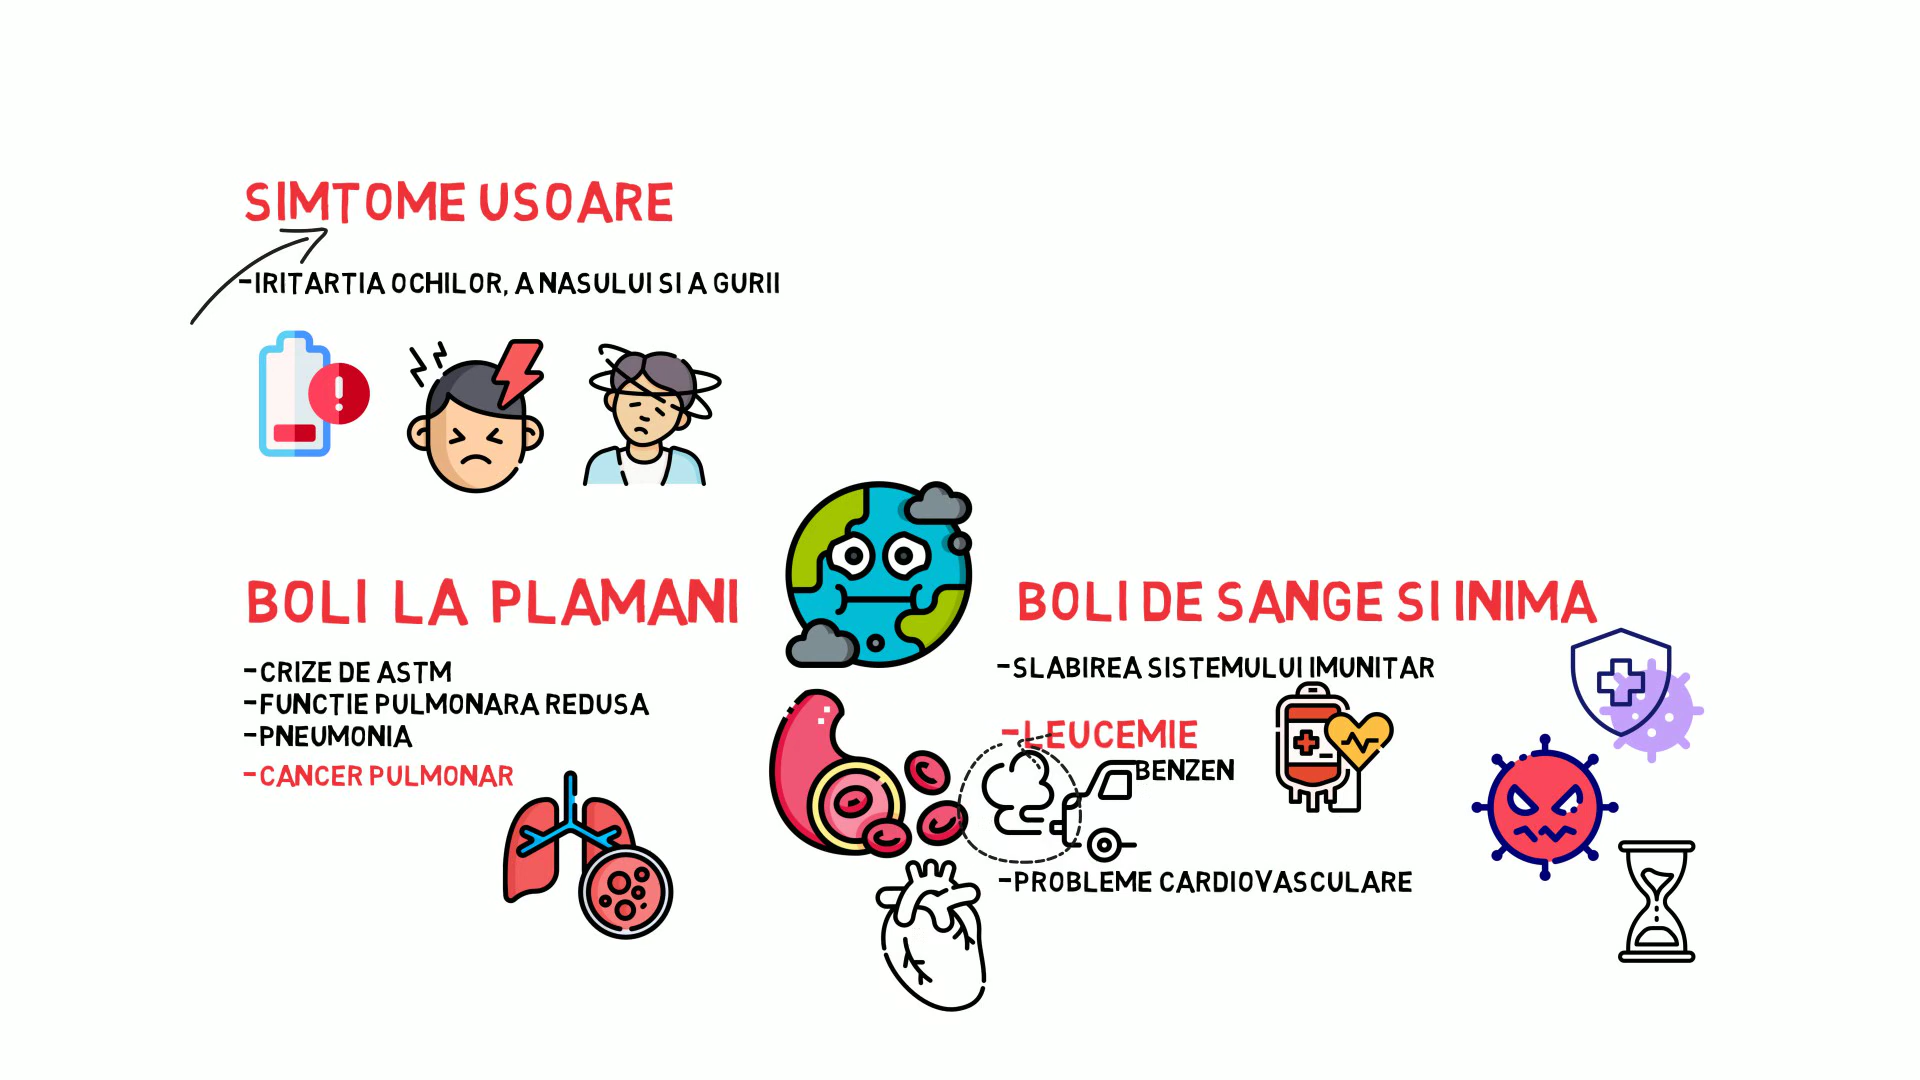 SIMTOME USOARE
-IRITARTIA OCHILOR, A NASULUI SI A GURII
BOLI LA PLAMANI
-CRIZE DE ASTM
-FUNCTIE PULMONARA REDUSA
-PNEUMONIA
-CANCER PULMONAR
BOLI DE SANGE SI INIMA
-SLABIREA SISTEMULUI IMUNITAR
-LEUCEMIE
BENZEN
-PROBLEME CARDIOVASCULARE